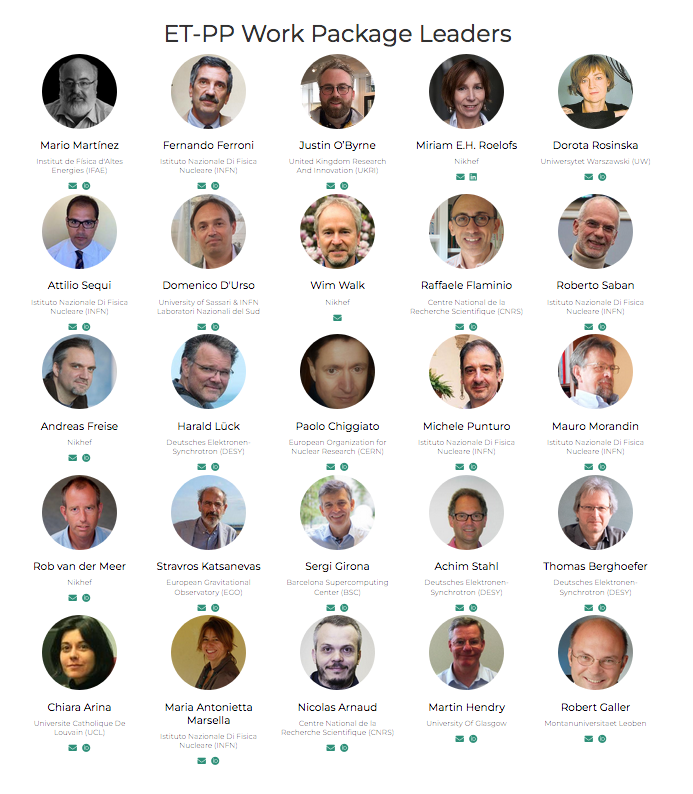 ET-PP Work Package Leaders
Mario Martínez
Institut de Física d'Altes
Energies (IFAE)
Fernando Ferroni
Istituto Nazionale Di Fisica
Nucleare (INFN)
Justin O'Byrne
United Kingdom Research
And Innovation (UKRI)
Miriam E.H. Roelofs
Nikhef
Dorota Rosinska
Uniwersytet Warszawski (UW)
Attilio Sequi
Istituto Nazionale Di Fisica
Nucleare (INFN)
Domenico D'Urso
University of Sassari & INFN
Laboratori Nazionali del Sud
Wim Walk
Nikhef
Raffaele Flaminio
Centre National de la
Recherche Scientifique (CNRS)
Roberto Saban
Istituto Nazionale Di Fisica
Nucleare (INFN)
Andreas Freise
Nikhef
Harald Lück
Deutsches Elektronen-
Synchrotron (DESY)
Paolo Chiggiato
European Organization for
Nuclear Research (CERN)
Michele Punturo
Istituto Nazionale Di Fisica
Nucleare (INFN)
Mauro Morandin
Istituto Nazionale Di Fisica
Nucleare (INFN)
Rob van der Meer
Nikhef
Stravros Katsanevas
European Gravitational
Observatory (EGO)
Sergi Girona
Barcelona Supercomputing
Center (BSC)
Achim Stahl
Deutsches Elektronen-
Synchrotron (DESY)
Thomas Berghoefer
Deutsches Elektronen-
Synchrotron (DESY)
Chiara Arina
Universite Catholique De
Louvain (UCL)
Maria Antonietta
Marsella
Istituto Nazionale Di Fisica
Nucleare (INFN)
Nicolas Arnaud
Centre National de la
Recherche Scientifique (CNRS)
Martin Hendry
University Of Glasgow
Robert Galler
Montanuniversitaet Leoben